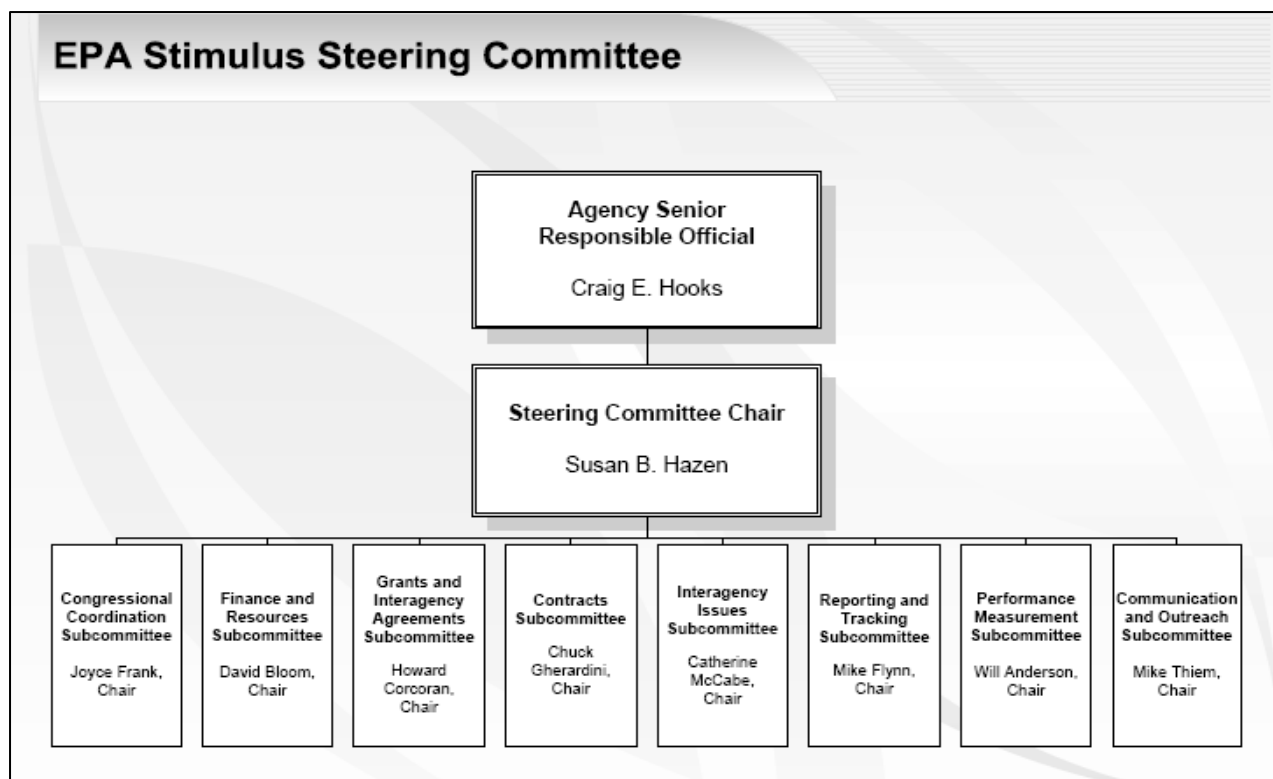 EPA Stimulus Steering Committee
Agency Senior
Responsible Official
Craig E. Hooks
Steering Committee Chair
Susan B. Hazen
Congressional
Coordination
Subcommittee
Joyce Frank,
Chair
Finance and
Resources
Subcommittee
David Bloom,
Chair
Grants and
Interagency
Agreements
Subcommittee
Howard
Corcoran,
Chair
Contracts
Subcommittee
Chuck
Gherardini,
Chair
Interagency
Issues
Subcommittee
Catherine
McCabe,
Chair
Reporting and
Tracking
Subcommittee
Mike Flynn,
Chair
Performance
Measurement
Subcommittee
Will Anderson,
Chair
Communication
and Outreach
Subcommittee
Mike Thiem,
Chair